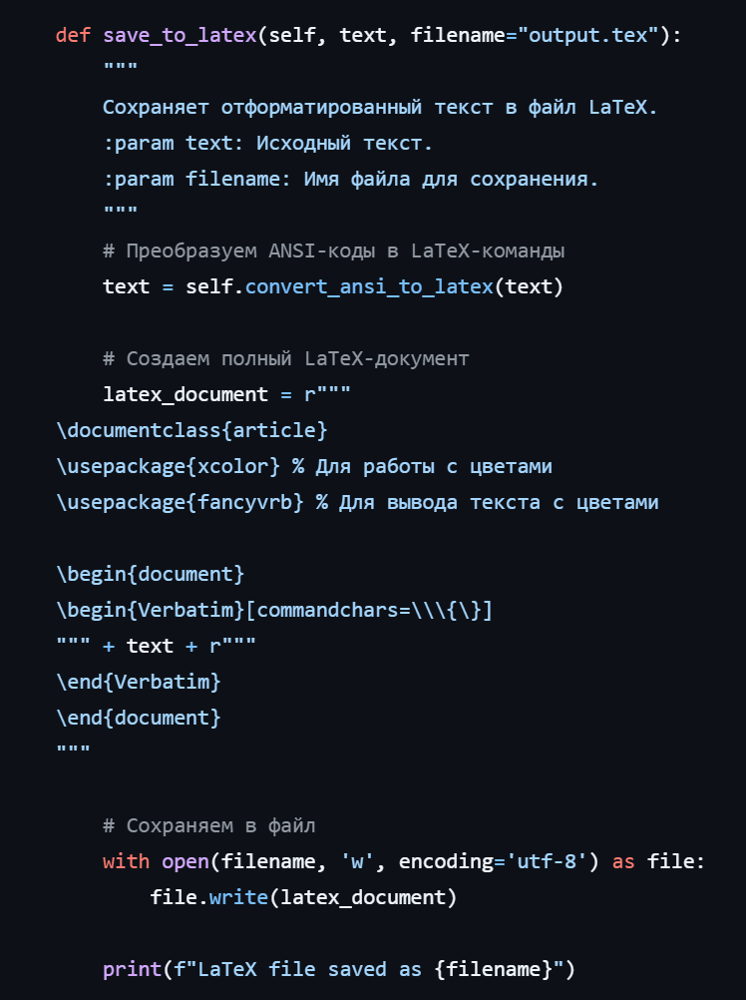 def save_to_latex(self, text, filename="output.tex"):
"""
Сохраняет отформатированный текст в файл LaTeX.
:param text: Исходный текст.
:param filename: Имя файла для сохранения.
"""
# Преобразуем ANSI-коды в LaTeX-команды
text = self.convert_ansi_to_latex(text)
# Создаем полный LaTeX-документ
latex_document = r"""
\documentclass{article}
\usepackage{xcolor} % Для работы с цветами
\usepackage{fancyvrb} % Для вывода текста с цветами
\begin{document}
\begin{Verbatim}[commandchars=\\\{\}]
""" + text + r"""
\end{Verbatim}
\end{document}
"""
# Сохраняем в файл
with open(filename, 'w', encoding='utf-8') as file:
file.write(latex_document)
print(f"LaTeX file saved as {filename}")